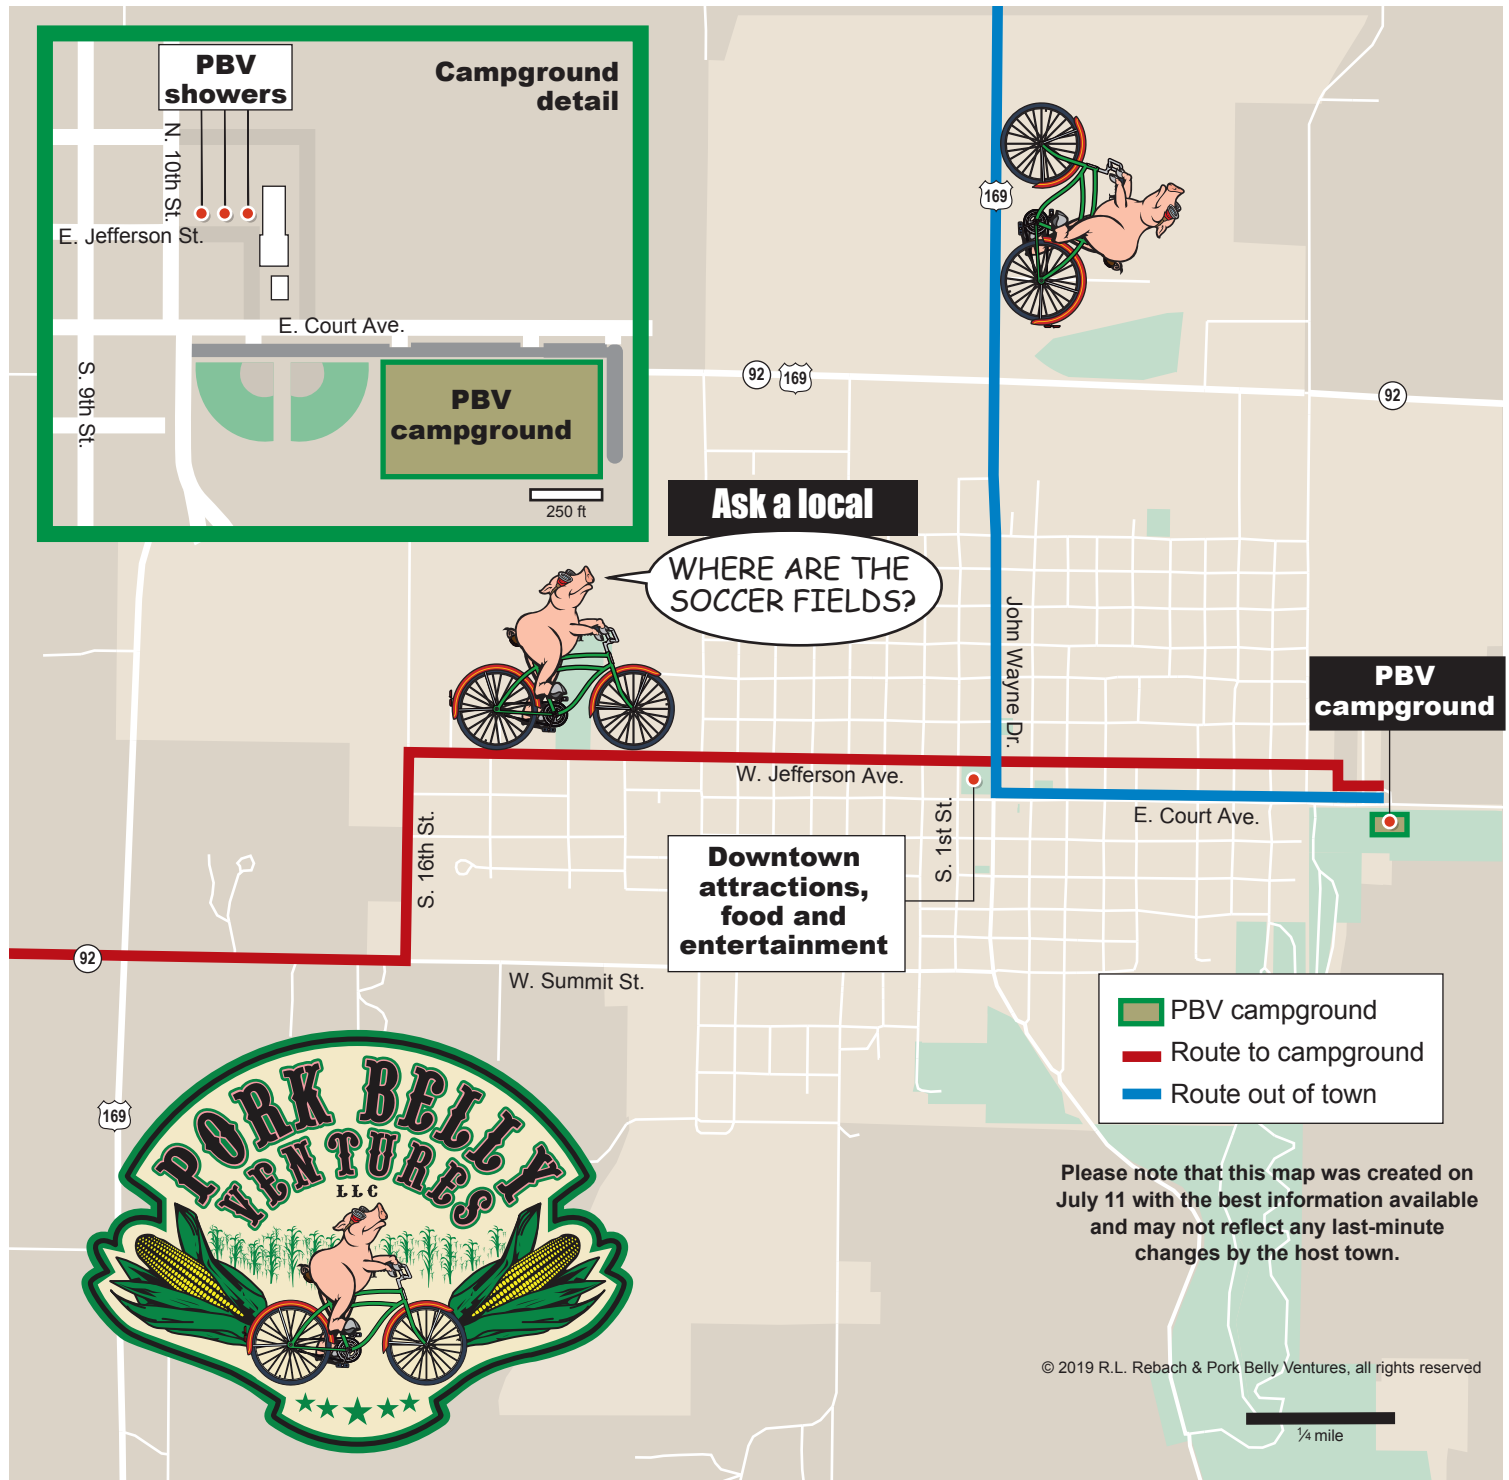 PBV
showers
Campground
detail
N. 10th St.
E. Jefferson St.
E. Court Ave.
S. 9th St.
PBV
campground
250 ft
169
92
169
92
Ask a local
WHERE ARE THE
SOCCER FIELDS?
John Wayne Dr.
PBV
campground
W. Jefferson Ave.
E. Court Ave.
S. 1st St.
S. 16th St.
Downtown
attractions,
food and
entertainment
92
W. Summit St.
PBV campground
Route to campground
Route out of town
169
PORK BELLY
VENTURES
LLC
Please note that this map was created on
July 11 with the best information available
and may not reflect any last-minute
changes by the host town.
© 2019 R.L. Rebach & Pork Belly Ventures, all rights reserved
¼ mile